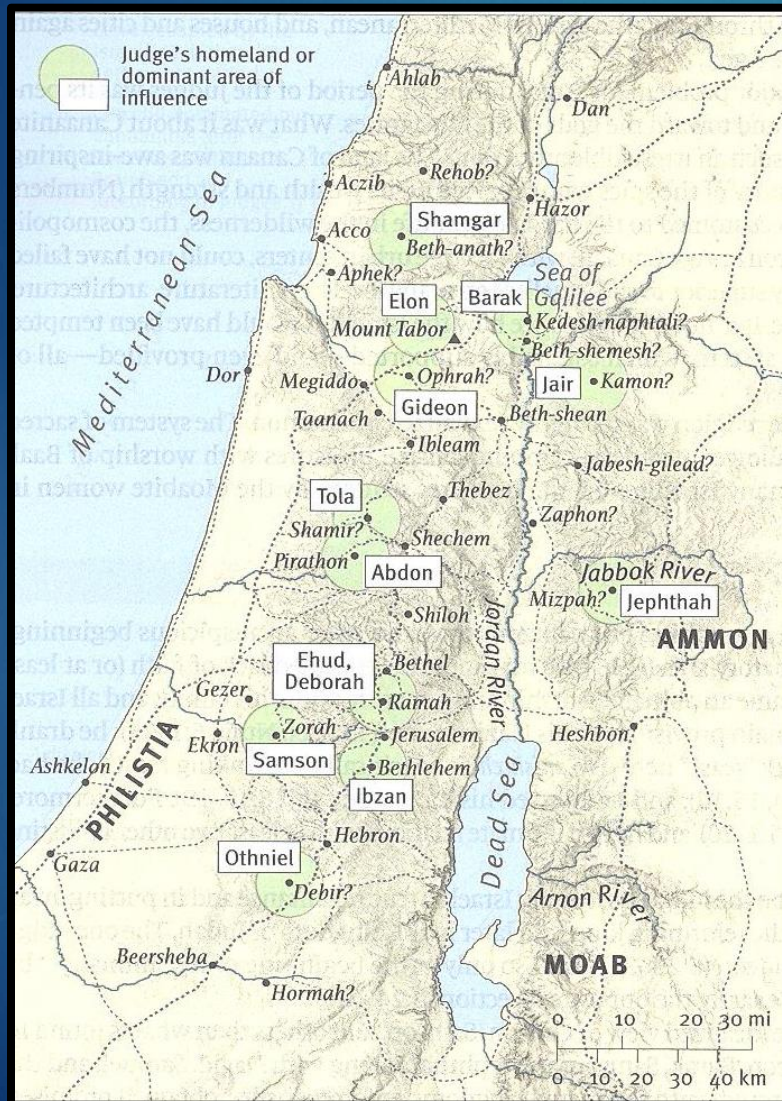 Judge's homeland or
dominant area of
influence
Ahlab
Dan
Rehob?
Aczib
Hazor
Shamgar
Acco
Beth-anath?
Aphek?
Sea of
Galilee
Elon
Barak
Kedesh-naphtali?
Mount Tabor
Beth-shemesh?
Mediterranean Sea
Dor
Megiddo
Ophrah?
Jair
Kamon?
Gideon
Taanach
Beth-shean
Ibleam
Jabesh-gilead?
Tola
Thebez
Shamir?
Zaphon?
Shechem
Pirathon
Abdon
Jabbok River
Mizpah?
Jephthah
Shiloh
Jordan River
AMMON
Ehud,
Deborah
Bethel
Gezer
Ramah
Zorah
Jerusalem
Heshbon
Ekron
Samson
Bethlehem
Ashkelon
PHILISTIA
Ibzan
Hebron
Dead Sea
Othniel
Gaza
Debir?
Arnon River
Beersheba
MOAB
Hormah?
0 10 20 30 mi
0 10 20 30 40 km